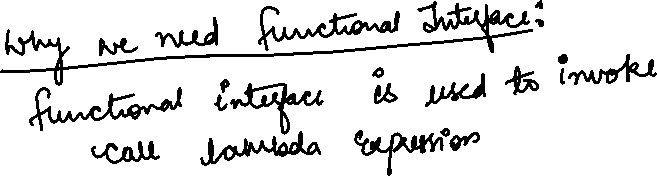 Why we need functional Interface:
functional interface is used to invoke
call lambda expression